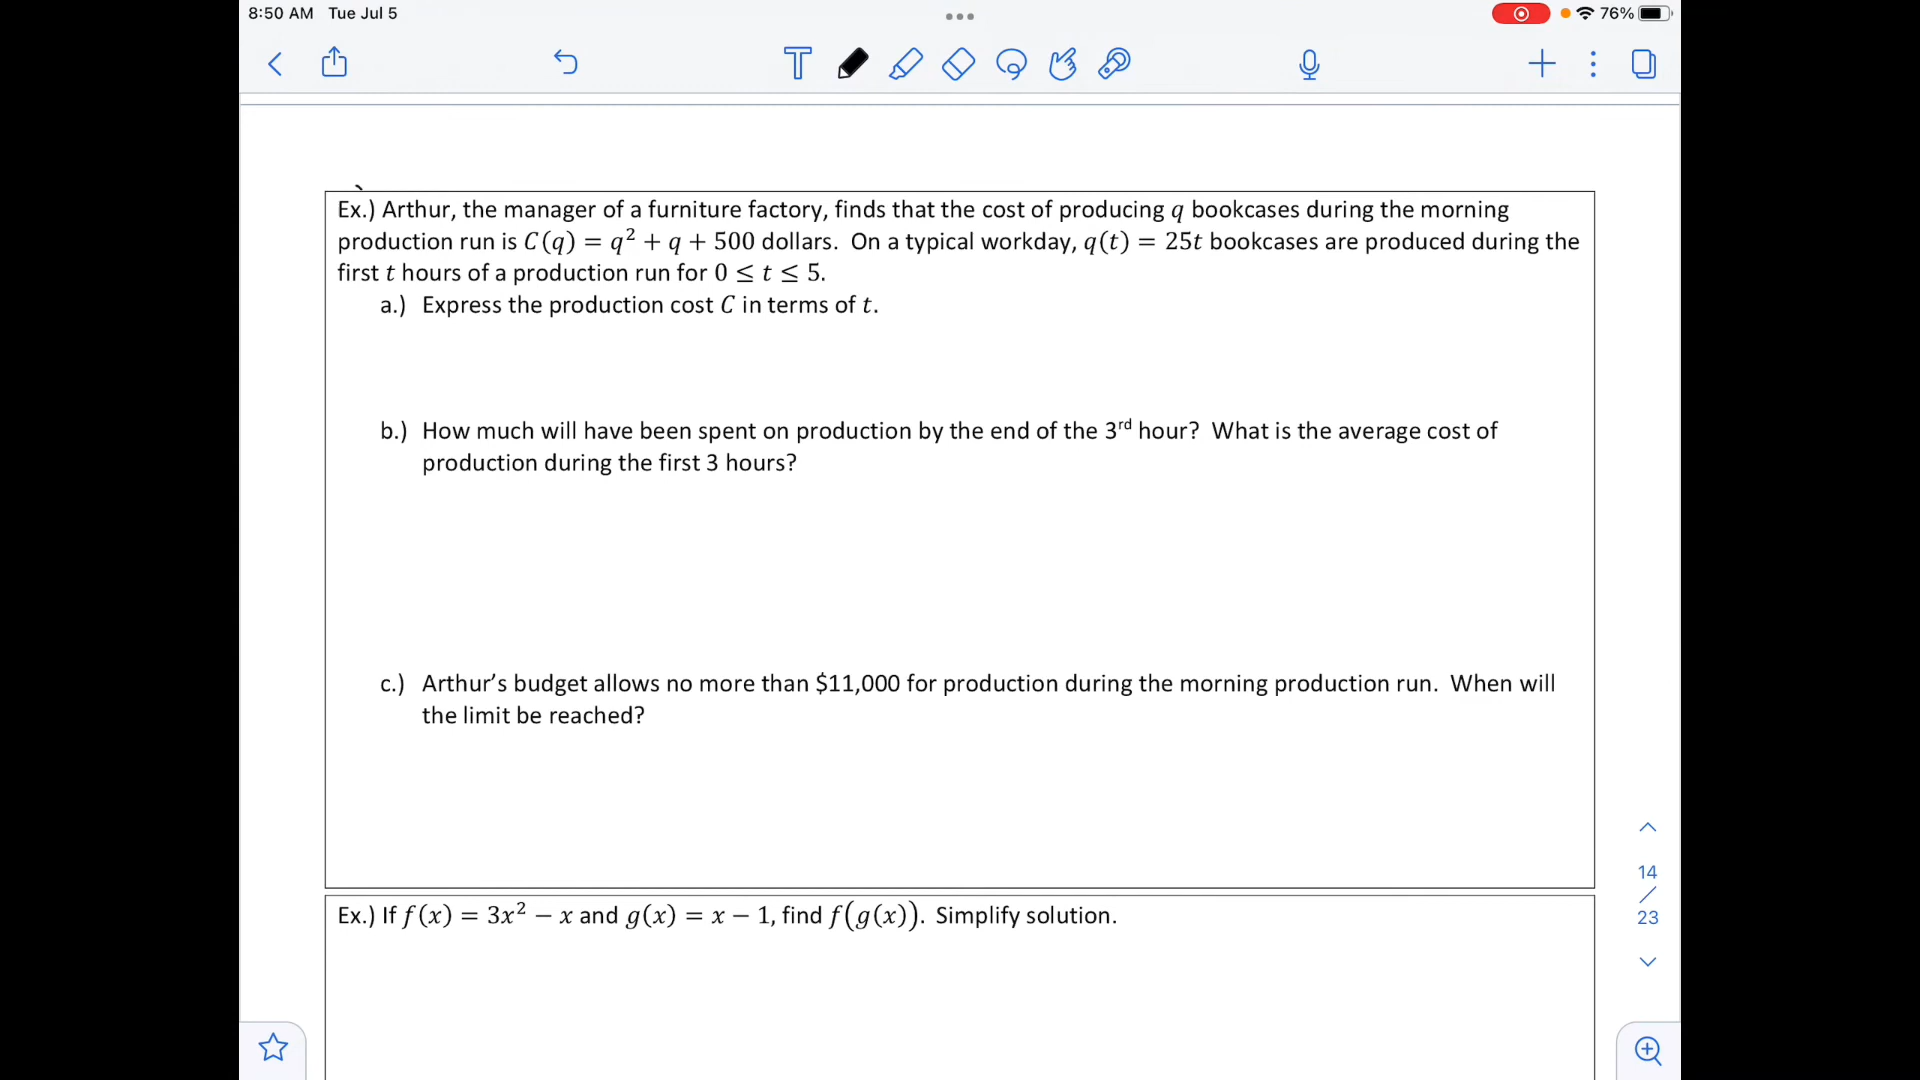 8:50 AM Tue Jul 5
76%
Ex.) Arthur, the manager of a furniture factory, finds that the cost of producing q bookcases during the morning
production run is C(q) = q² + q + 500 dollars. On a typical workday, q(t) = 25t bookcases are produced during the
first t hours of a production run for 0 ≤ t ≤ 5.
a.) Express the production cost C in terms of t.
b.) How much will have been spent on production by the end of the 3rd hour? What is the average cost of
production during the first 3 hours?
c.) Arthur’s budget allows no more than $11,000 for production during the morning production run. When will
the limit be reached?
14
/
23
Ex.) If f(x) = 3x² − x and g(x) = x − 1, find f(g(x)). Simplify solution.